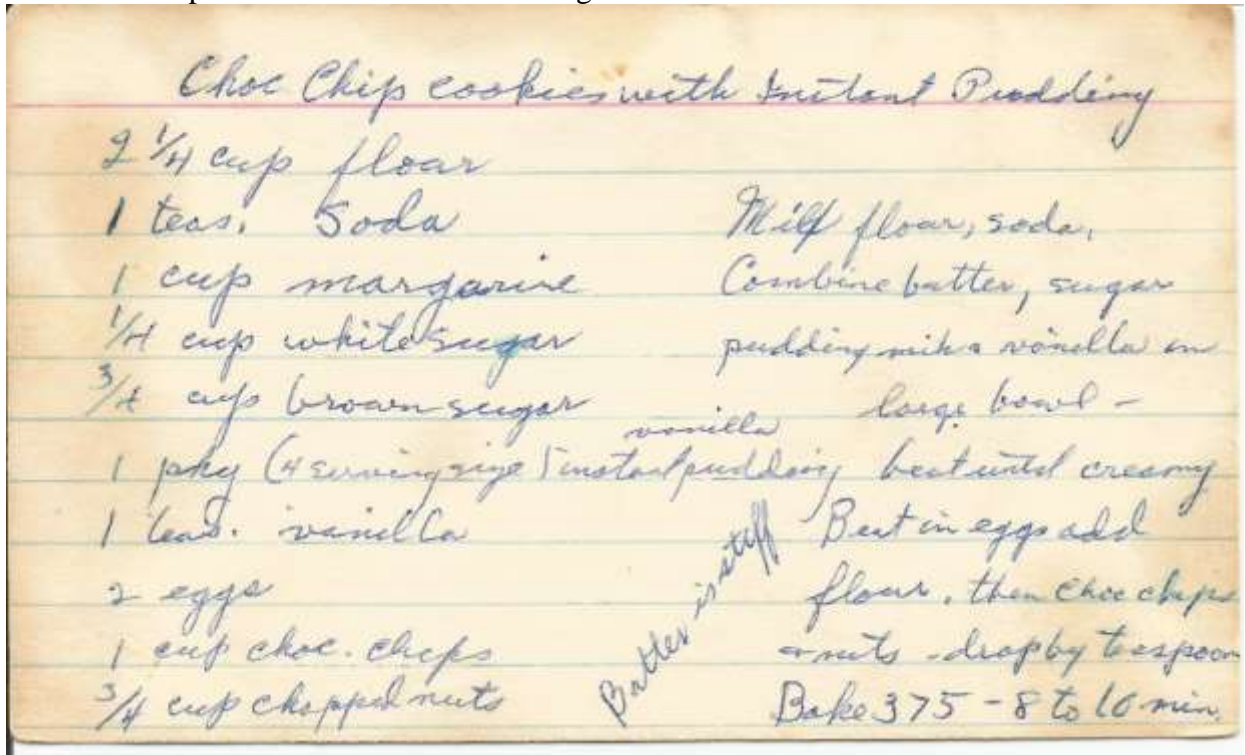 Choc Chip cookies with Instant Pudding
2 1/4 cup flour
1 teas. Soda
1 cup margarine
1/4 cup white sugar
3/4 cup brown sugar
1 pkg (4 serving size) instant vanilla pudding
1 teas. vanilla
2 eggs
1 cup choc. chips
3/4 cup chopped nuts
Batter is stiff
flour, soda,
Combine butter, sugar
pudding mix & vanilla in
large bowl -
beat until creamy
Beat in eggs add
flour, then choc chips
& nuts - drop by teaspoon
Bake 375 - 8 to 10 min.